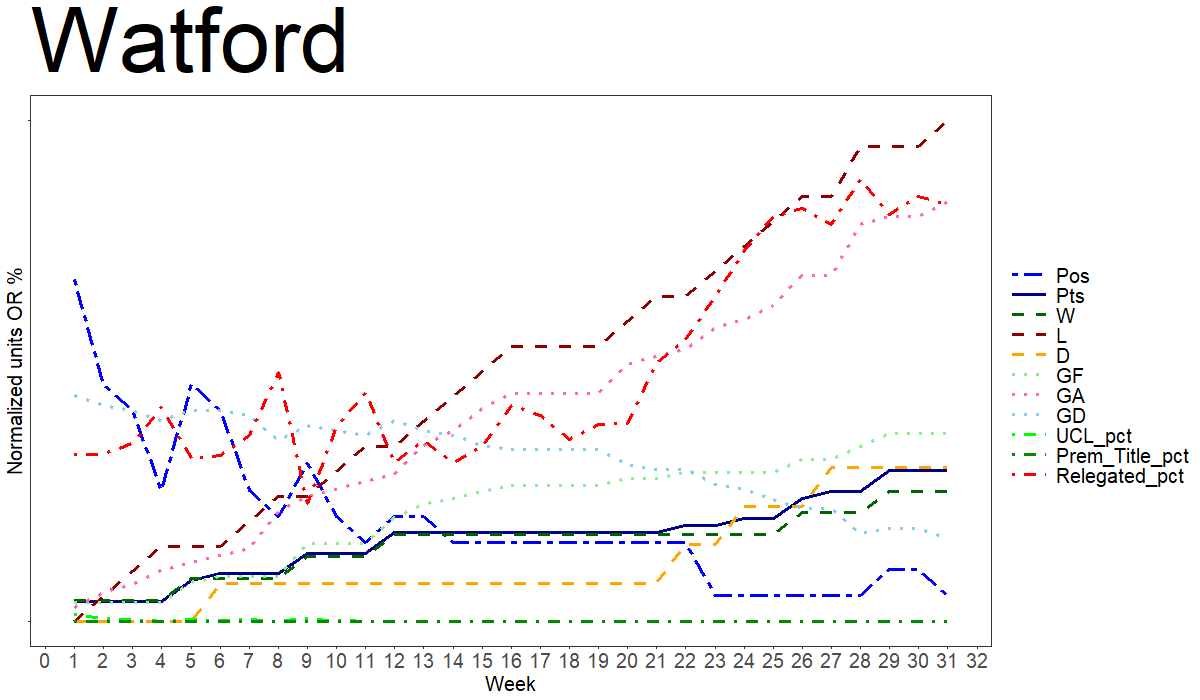 Watford
Normalized units OR %
0 1 2 3 4 5 6 7 8 9 10 11 12 13 14 15 16 17 18 19 20 21 22 23 24 25 26 27 28 29 30 31 32
Week
Pos
Pts
W
L
D
GF
GA
GD
UCL_pct
Prem_Title_pct
Relegated_pct